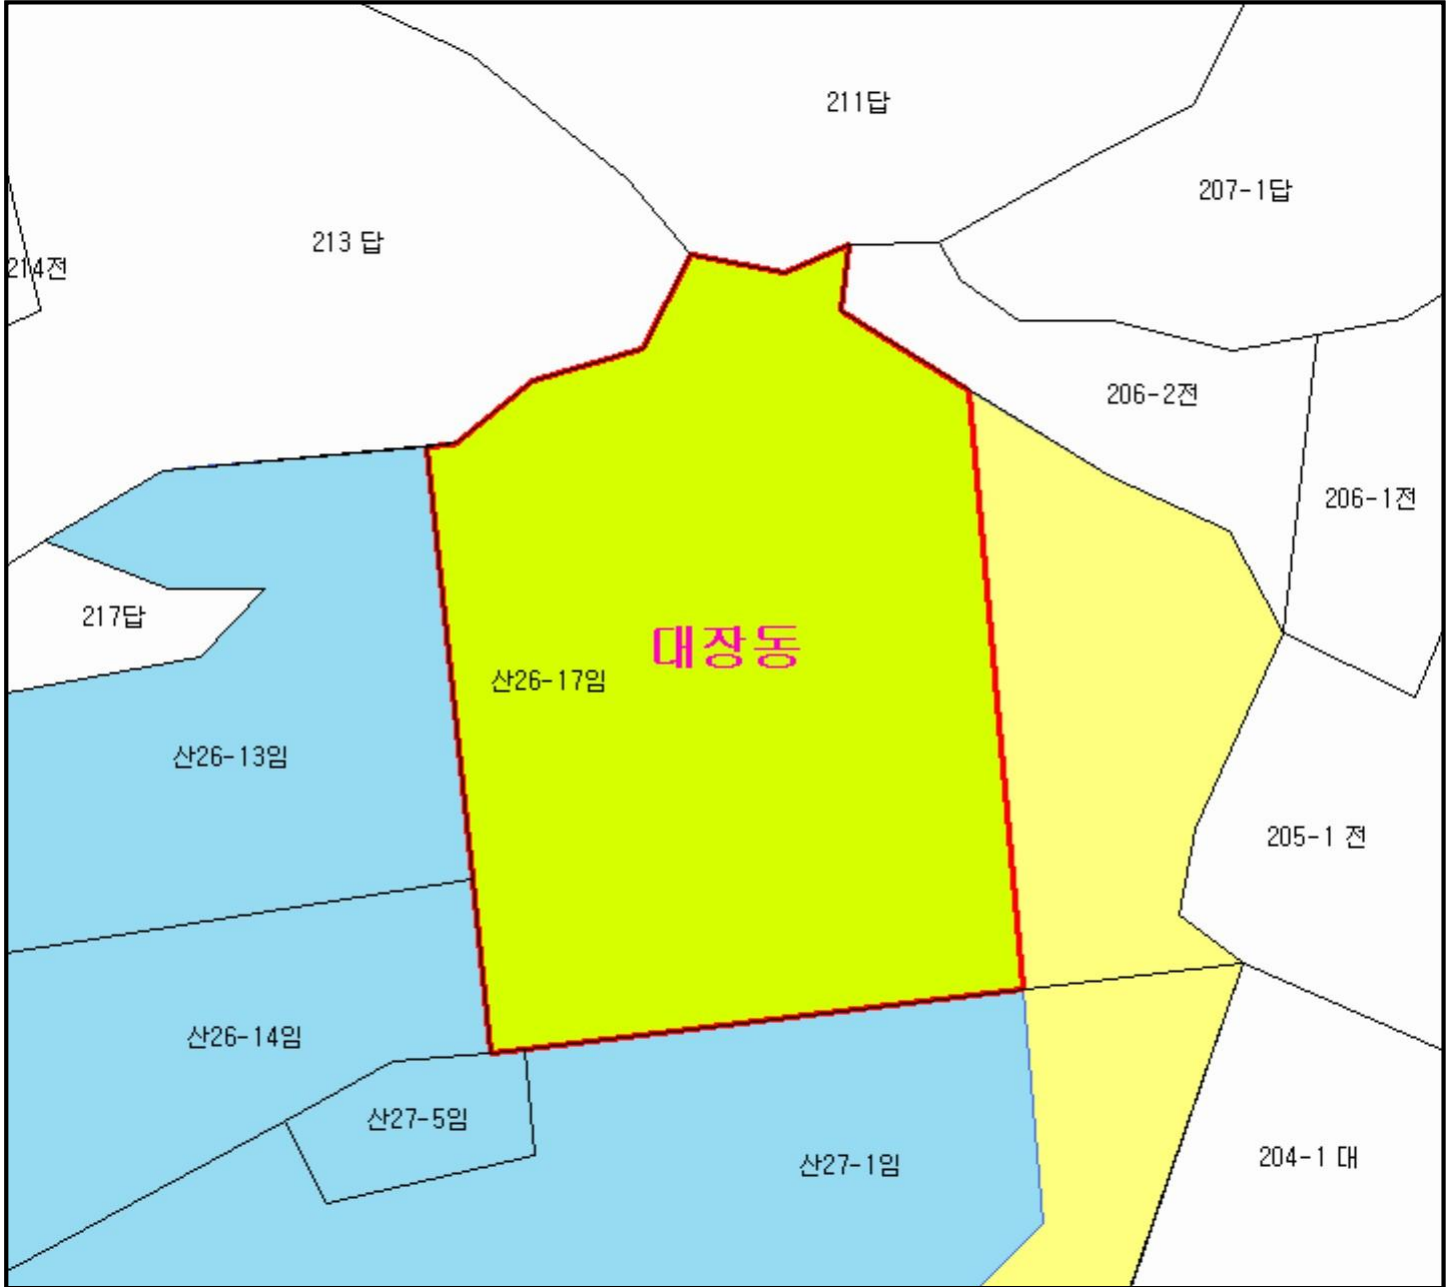 211답
207-1답
213 답
214전
206-2전
206-1전
217답
대장동
산26-17임
산26-13임
205-1 전
산26-14임
산27-5임
산27-1임
204-1 대